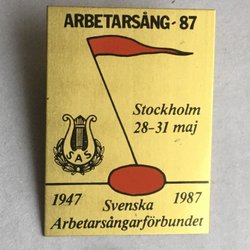 ARBETARSÅNG-87
Stockholm
28-31 maj
SAS
1947 1987
Svenska
Arbetarsångarförbundet